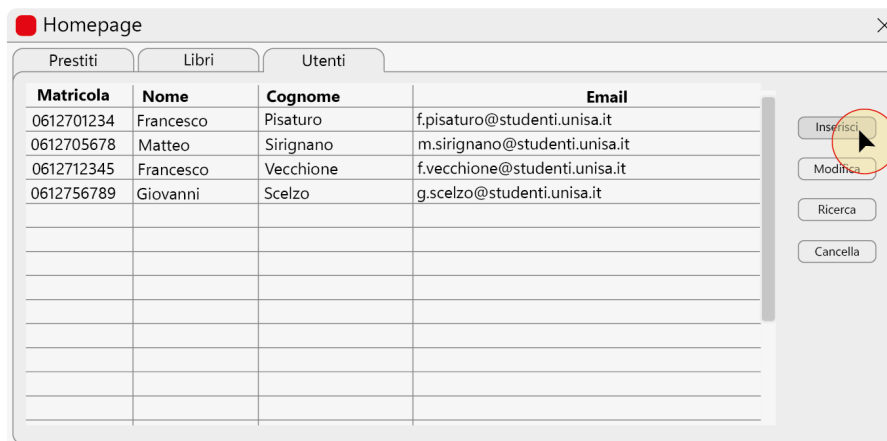 Homepage
Prestiti Libri Utenti
Matricola Nome Cognome Email
0612701234 Francesco Pisaturo f.pisaturo@studenti.unisa.it
0612705678 Matteo Sirignano m.sirignano@studenti.unisa.it
0612712345 Francesco Vecchione f.vecchione@studenti.unisa.it
0612756789 Giovanni Scelzo g.scelzo@studenti.unisa.it
Inserisci
Modifica
Ricerca
Cancella